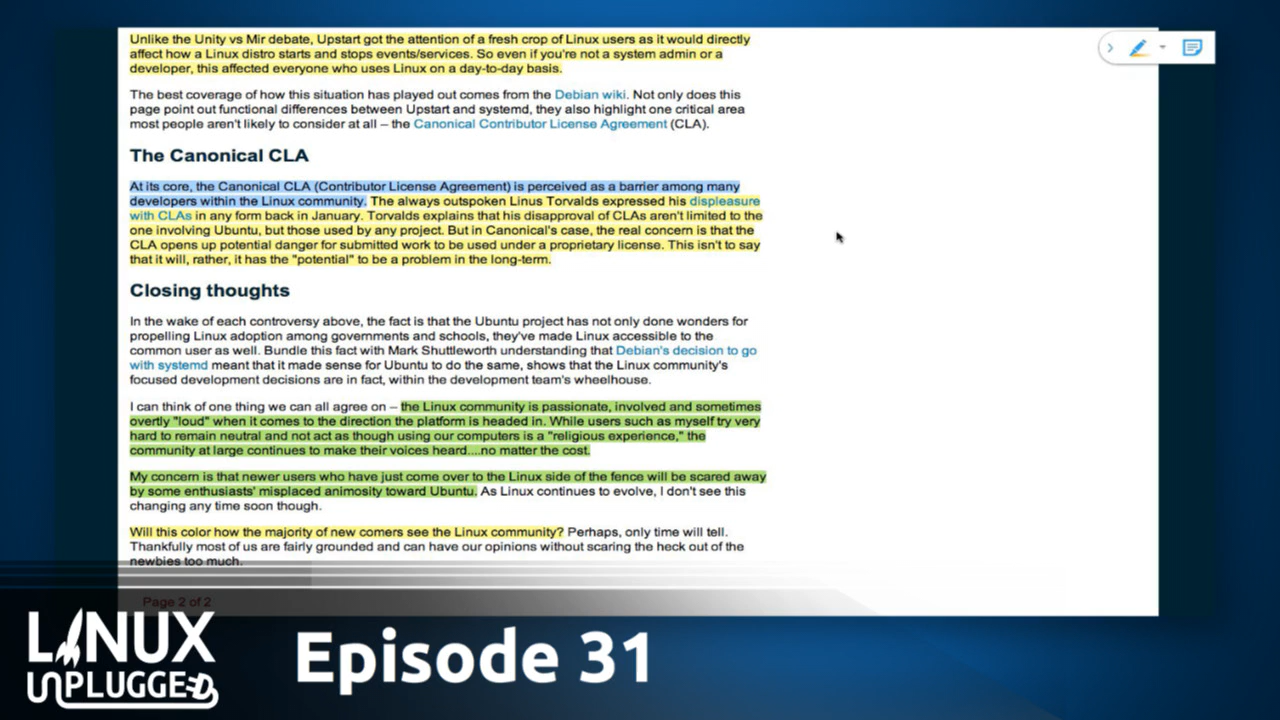 Unlike the Unity vs Mir debate, Upstart got the attention of a fresh crop of Linux users as it would directly
affect how a Linux distro starts and stops events/services. So even if you're not a system admin or a
developer, this affected everyone who uses Linux on a day-to-day basis.
The best coverage of how this situation has played out comes from the Debian wiki. Not only does this
page point out functional differences between Upstart and systemd, they also highlight one critical area
most people aren't likely to consider at all – the Canonical Contributor License Agreement (CLA).
The Canonical CLA
At its core, the Canonical CLA (Contributor License Agreement) is perceived as a barrier among many
developers within the Linux community. The always outspoken Linus Torvalds expressed his displeasure
with CLAs in any form back in January. Torvalds explains that his disapproval of CLAs aren't limited to the
one involving Ubuntu, but those used by any project. But in Canonical's case, the real concern is that the
CLA opens up potential danger for submitted work to be used under a proprietary license. This isn't to say
that it will, rather, it has the "potential" to be a problem in the long-term.
Closing thoughts
In the wake of each controversy above, the fact is that the Ubuntu project has not only done wonders for
propelling Linux adoption among governments and schools, they've made Linux accessible to the
common user as well. Bundle this fact with Mark Shuttleworth understanding that Debian's decision to go
with systemd meant that it made sense for Ubuntu to do the same, shows that the Linux community's
focused development decisions are in fact, within the development team's wheelhouse.
I can think of one thing we can all agree on – the Linux community is passionate, involved and sometimes
overtly "loud" when it comes to the direction the platform is headed in. While users such as myself try very
hard to remain neutral and not act as though using our computers is a "religious experience," the
community at large continues to make their voices heard....no matter the cost.
My concern is that newer users who have just come over to the Linux side of the fence will be scared away
by some enthusiasts' misplaced animosity toward Ubuntu. As Linux continues to evolve, I don't see this
changing any time soon though.
Will this color how the majority of new comers see the Linux community? Perhaps, only time will tell.
Thankfully most of us are fairly grounded and can have our opinions without scaring the heck out of the
newbies too much.
Page 2 of 2
LINUX
UNPLUGGED
Episode 31